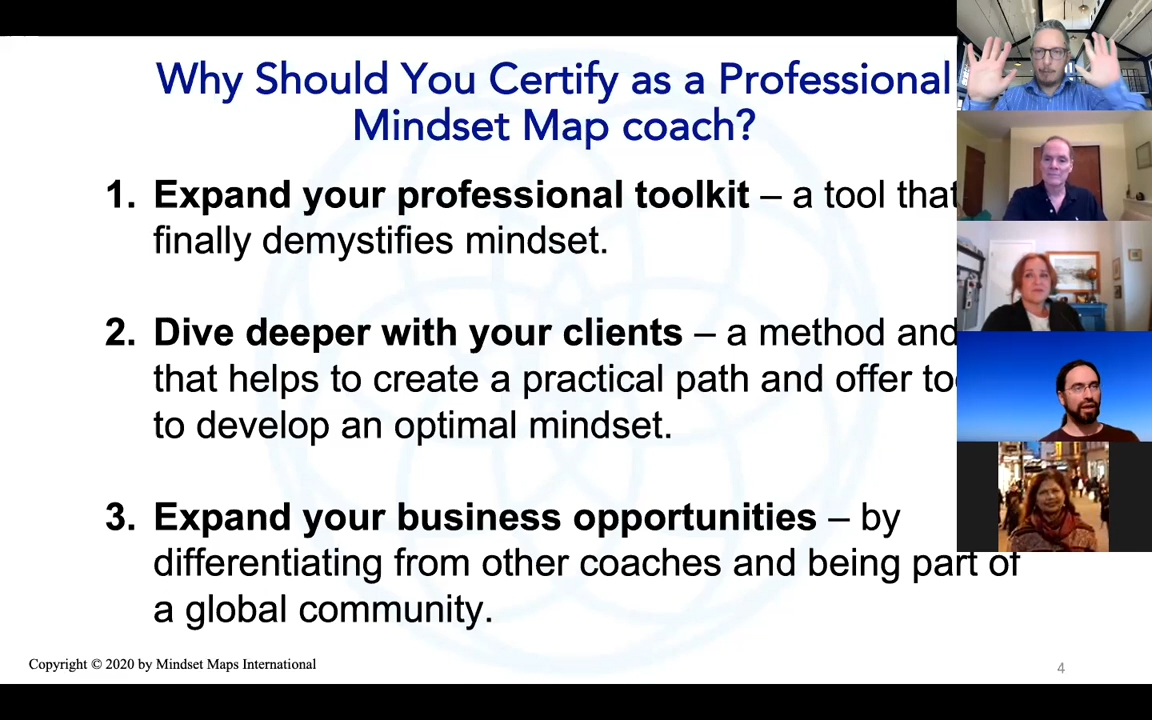 Why Should You Certify as a Professional
Mindset Map coach?
1. Expand your professional toolkit – a tool that
finally demystifies mindset.
2. Dive deeper with your clients – a method and
that helps to create a practical path and offer
to develop an optimal mindset.
3. Expand your business opportunities – by
differentiating from other coaches and being part of
a global community.
Copyright © 2020 by Mindset Maps International
4